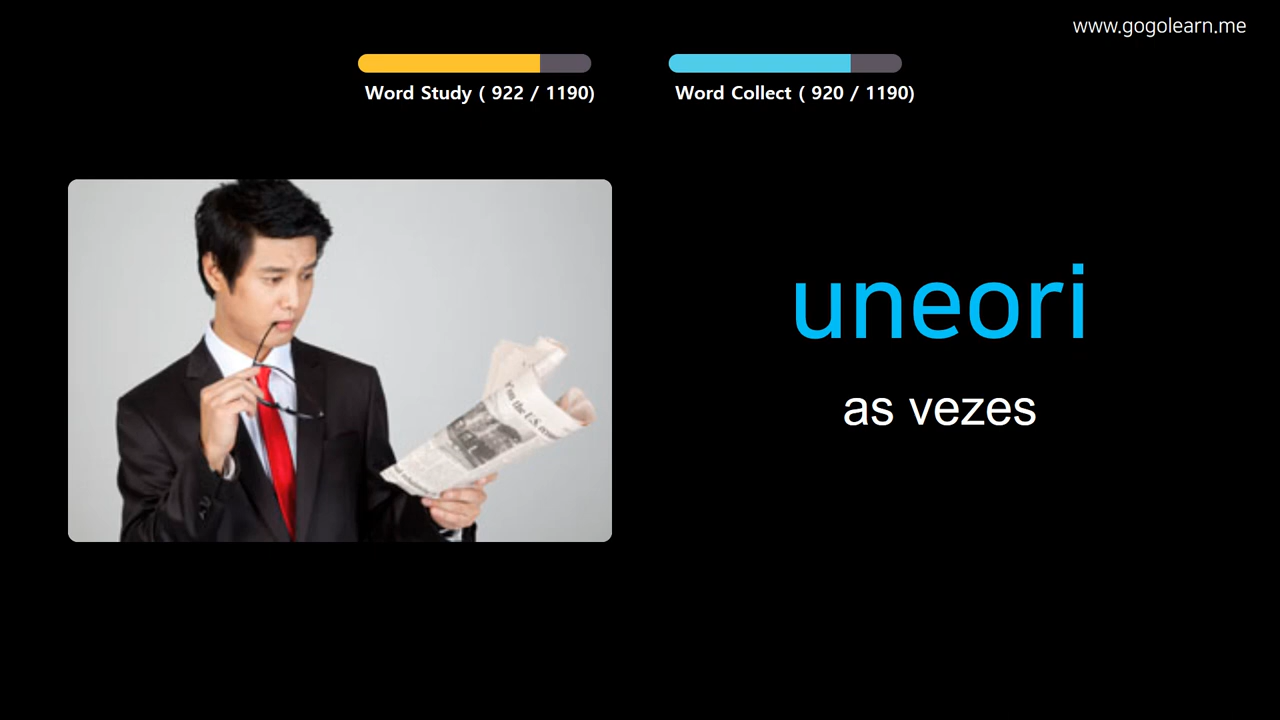 www.gogolearn.me
Word Study ( 922 / 1190)
Word Collect ( 920 / 1190)
uneori
as vezes